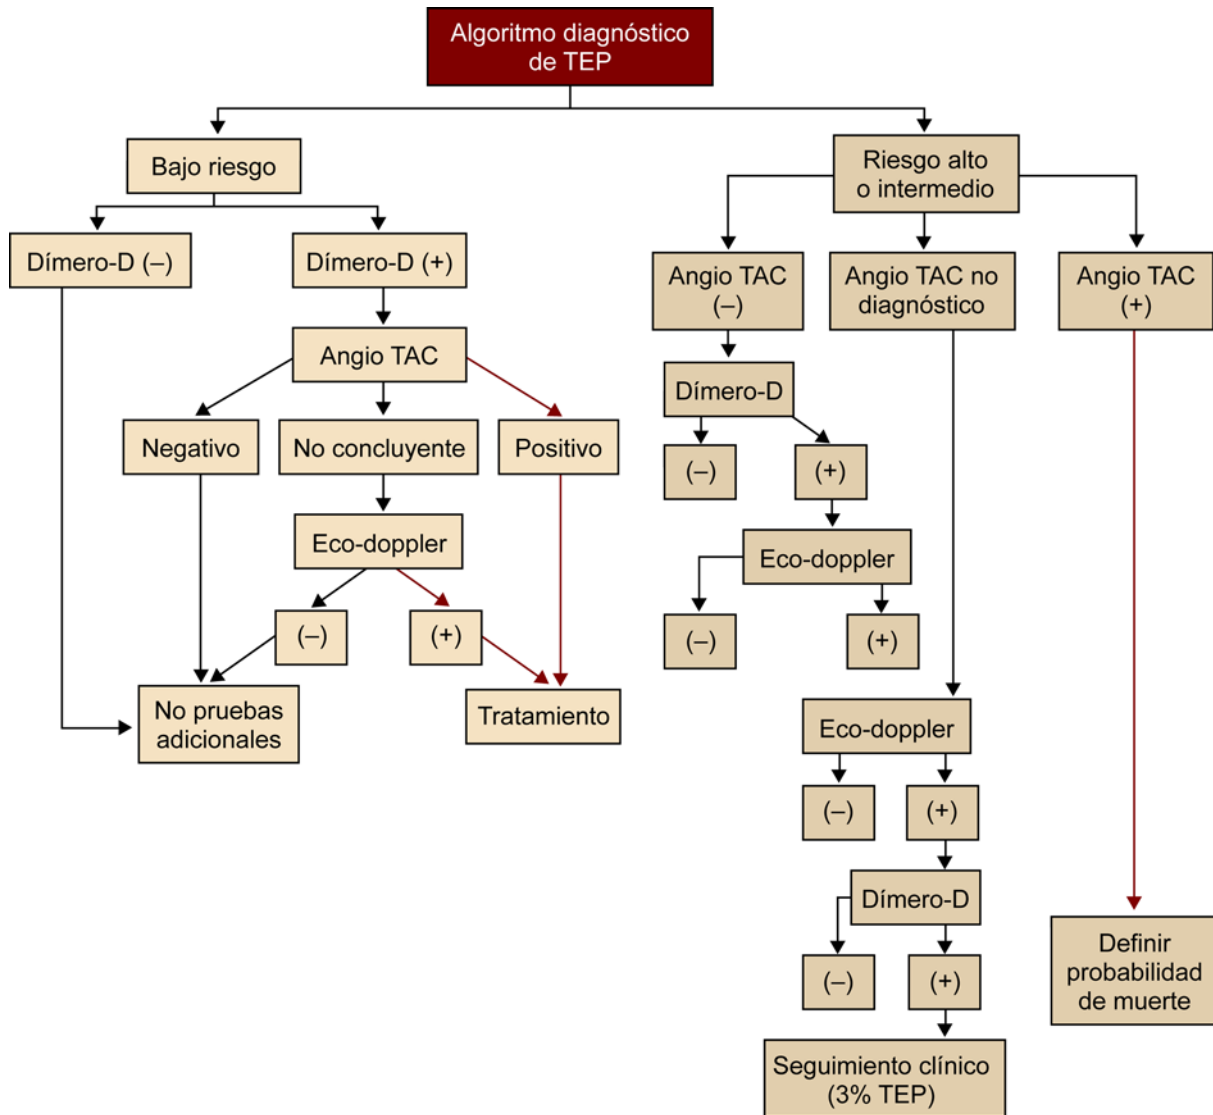 Algoritmo diagnóstico
de TEP
Bajo riesgo
Riesgo alto
o intermedio
Dímero-D (–)
Dímero-D (+)
Angio TAC
(–)
Angio TAC no
diagnóstico
Angio TAC
(+)
Angio TAC
Dímero-D
Negativo
No concluyente
Positivo
(–)
(+)
Eco-doppler
Eco-doppler
(–)
(+)
(–)
(+)
No pruebas
adicionales
Tratamiento
Eco-doppler
(–)
(+)
Dímero-D
(–)
(+)
Definir
probabilidad
de muerte
Seguimiento clínico
(3% TEP)